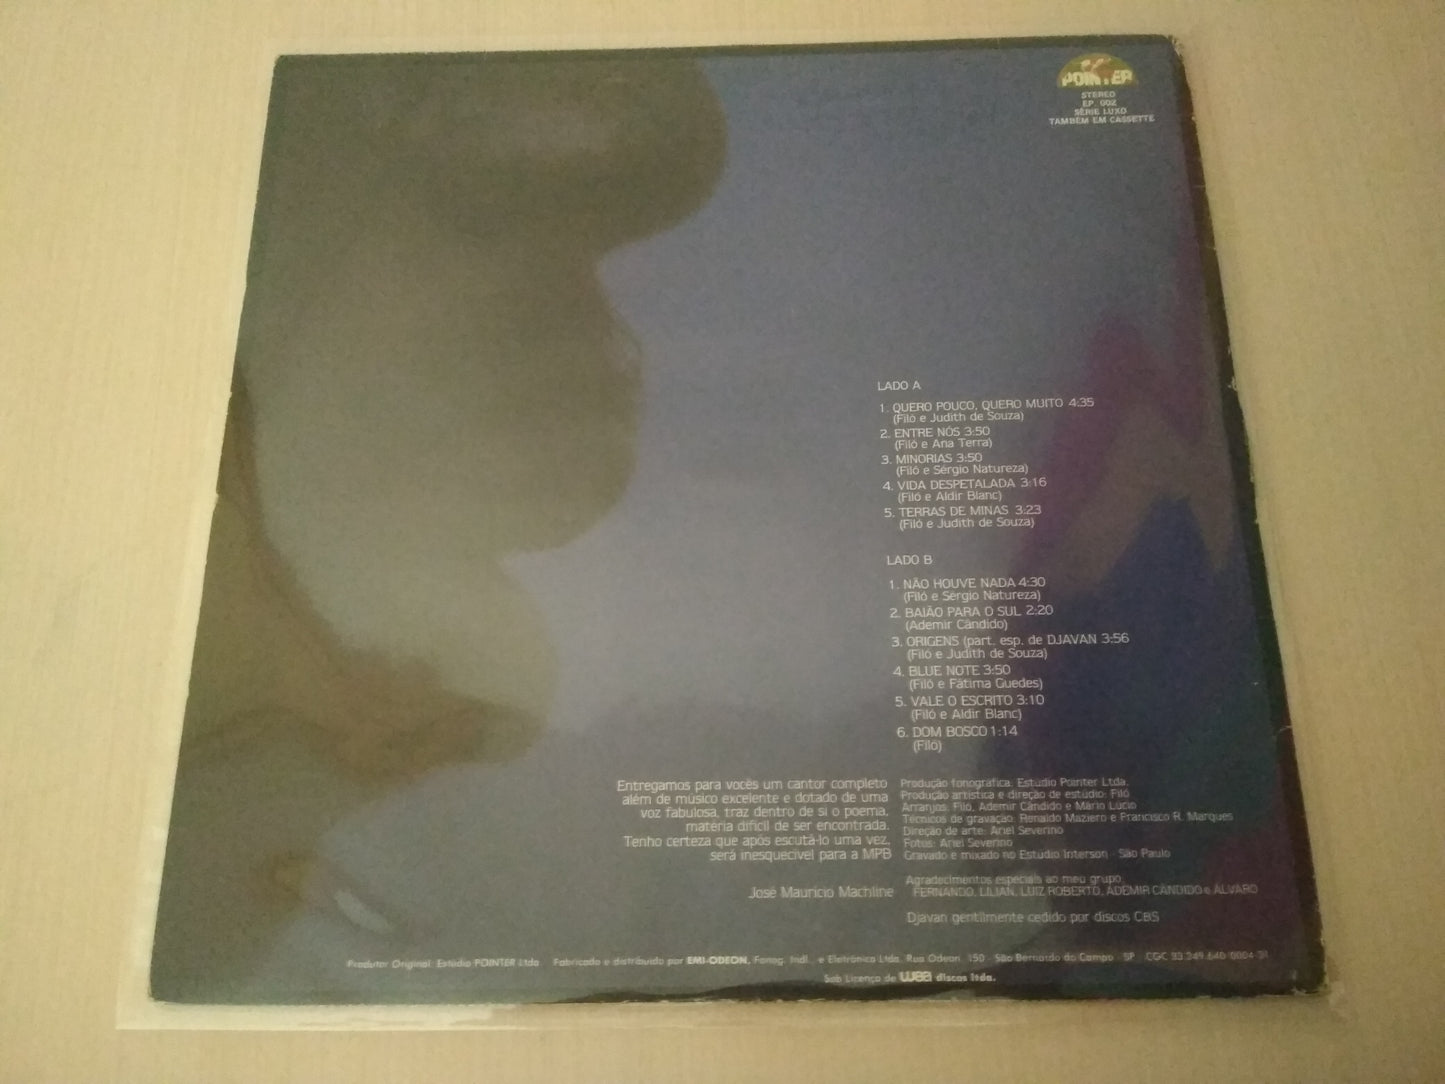 POINTER
STEREO
EP. 002
SÉRIE LUXO
TAMBÉM EM CASSETTE
LADO A
1. QUERO POUCO, QUERO MUITO 4:35
(Filó e Judith de Souza)
2. ENTRE NÓS 3:50
(Filó e Ana Terra)
3. MINORIAS 3:50
(Filó e Sérgio Natureza)
4. VIDA DESPETALADA 3:16
(Filó e Aldir Blanc)
5. TERRAS DE MINAS 3:23
(Filó e Judith de Souza)
LADO B
1. NÃO HOUVE NADA 4:30
(Filó e Sérgio Natureza)
2. BAIÃO PARA O SUL 2:20
(Ademir Cândido)
3. ORIGENS (part. esp. de DJAVAN 3:56
(Filó e Judith de Souza)
4. BLUE NOTE 3:50
(Filó e Fátima Guedes)
5. VALE O ESCRITO 3:10
(Filó e Aldir Blanc)
6. DOM BOSCO 1:14
(Filó)
Entregamos para vocês um cantor completo
além de músico excelente e dotado de uma
voz fabulosa, traz dentro de si o poema,
matéria difícil de ser encontrada.
Tenho certeza que após escutá-lo uma vez,
será inesquecível para a MPB
José Maurício Machline
Produção fonográfica: Estúdio Pointer Ltda.
Produção artística e direção de estúdio: Filó
Arranjos: Filó, Ademir Cândido e Mário Lúcio
Técnicos de gravação: Renaldo Maziero e Francisco R. Marques
Direção de arte: Ariel Severino
Fotos: Ariel Severino
Gravado e mixado no Estúdio Interson - São Paulo
Agradecimentos especiais ao meu grupo:
FERNANDO, LILIAN, LUIZ ROBERTO, ADEMIR CÂNDIDO e ÁLVARO
Djavan gentilmente cedido por discos CBS
Produtor Original: Estúdio POINTER Ltda. Fabricado e distribuído por EMI-ODEON, Fonog. Indl. e Eletrônica Ltda. Rua Odeon, 150 - São Bernardo do Campo - SP - CGC 33.249.640/0004-31
Sob Licença de wea discos ltda.